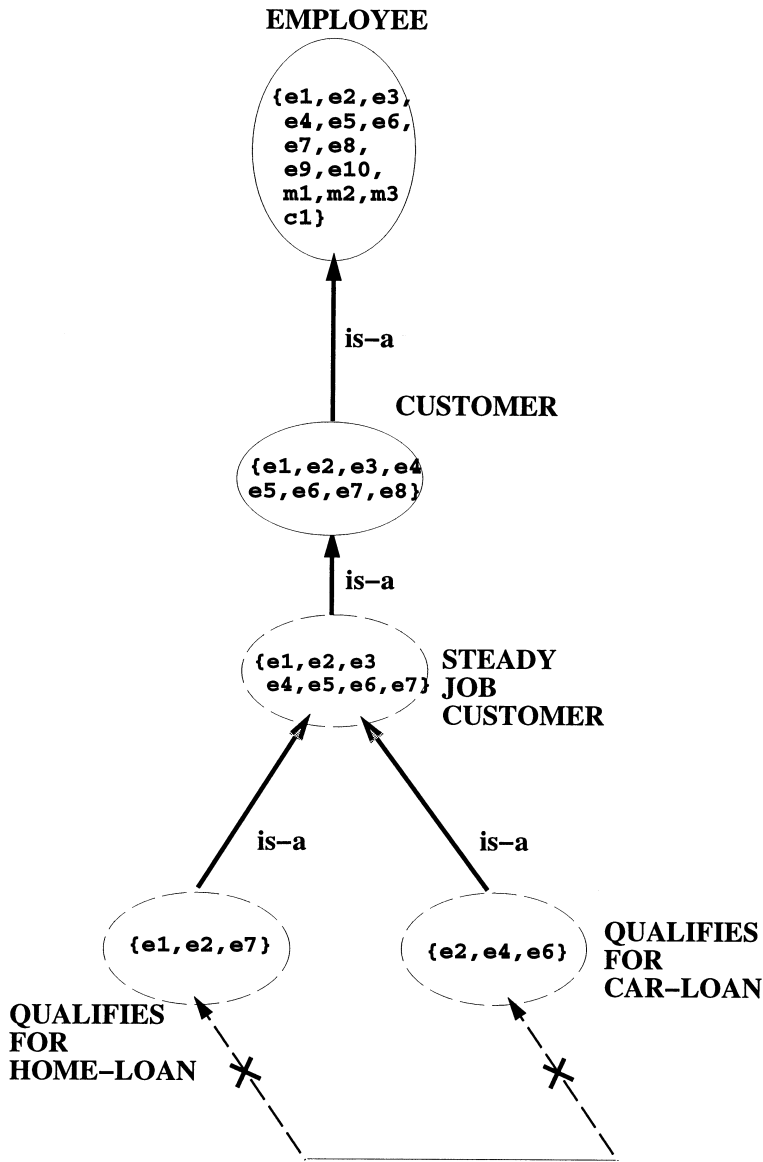 EMPLOYEE
{e1,e2,e3,
e4,e5,e6,
e7,e8,
e9,e10,
m1,m2,m3
c1}
is-a
CUSTOMER
{e1,e2,e3,e4
e5,e6,e7,e8}
is-a
{e1,e2,e3
e4,e5,e6,e7}
STEADY
JOB
CUSTOMER
is-a
is-a
{e1,e2,e7}
{e2,e4,e6}
QUALIFIES
FOR
CAR-LOAN
QUALIFIES
FOR
HOME-LOAN